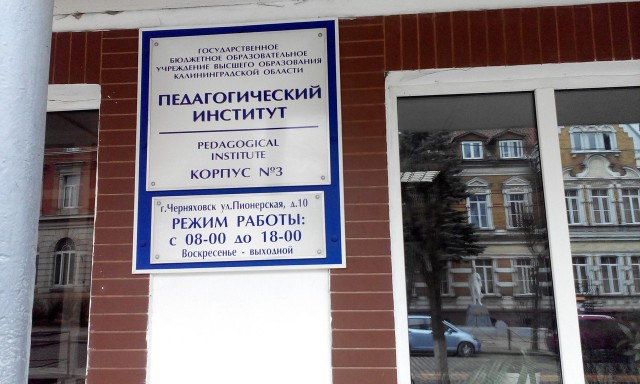 ГОСУДАРСТВЕННОЕ
БЮДЖЕТНОЕ ОБРАЗОВАТЕЛЬНОЕ
УЧРЕЖДЕНИЕ ВЫСШЕГО ОБРАЗОВАНИЯ
КАЛИНИНГРАДСКОЙ ОБЛАСТИ
ПЕДАГОГИЧЕСКИЙ
ИНСТИТУТ
PEDAGOGICAL
INSTITUTE
КОРПУС №3
г.Черняховск ул.Пионерская, д.10
РЕЖИМ РАБОТЫ:
с 08-00 до 18-00
Воскресенье - выходной